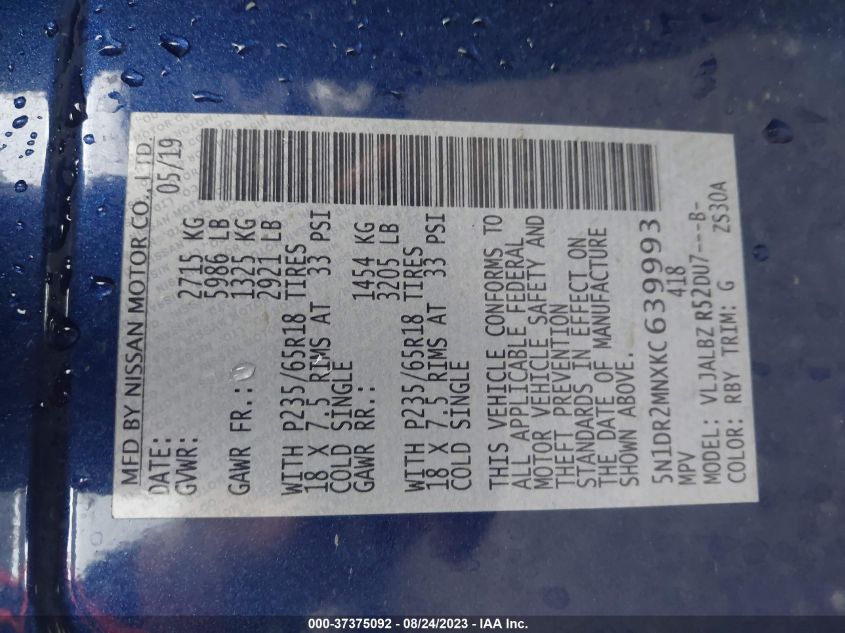 MFD BY NISSAN MOTOR CO., LTD.
DATE: 05/19
GVWR: 2715 KG
5986 LB
GAWR FR.: 1325 KG
2921 LB
WITH P235/65R18 TIRES
18 X 7.5 RIMS AT 33 PSI
COLD SINGLE
GAWR RR.: 1454 KG
3205 LB
WITH P235/65R18 TIRES
18 X 7.5 RIMS AT 33 PSI
COLD SINGLE
THIS VEHICLE CONFORMS TO
ALL APPLICABLE FEDERAL
MOTOR VEHICLE SAFETY AND
THEFT PREVENTION
STANDARDS IN EFFECT ON
THE DATE OF MANUFACTURE
SHOWN ABOVE.
5N1DR2MNXKC639993
MPV 418
MODEL: VLJALBZ R52DU7---B-
COLOR: RBY TRIM: G ZS30A
000-37375092 - 08/24/2023 - IAA Inc.